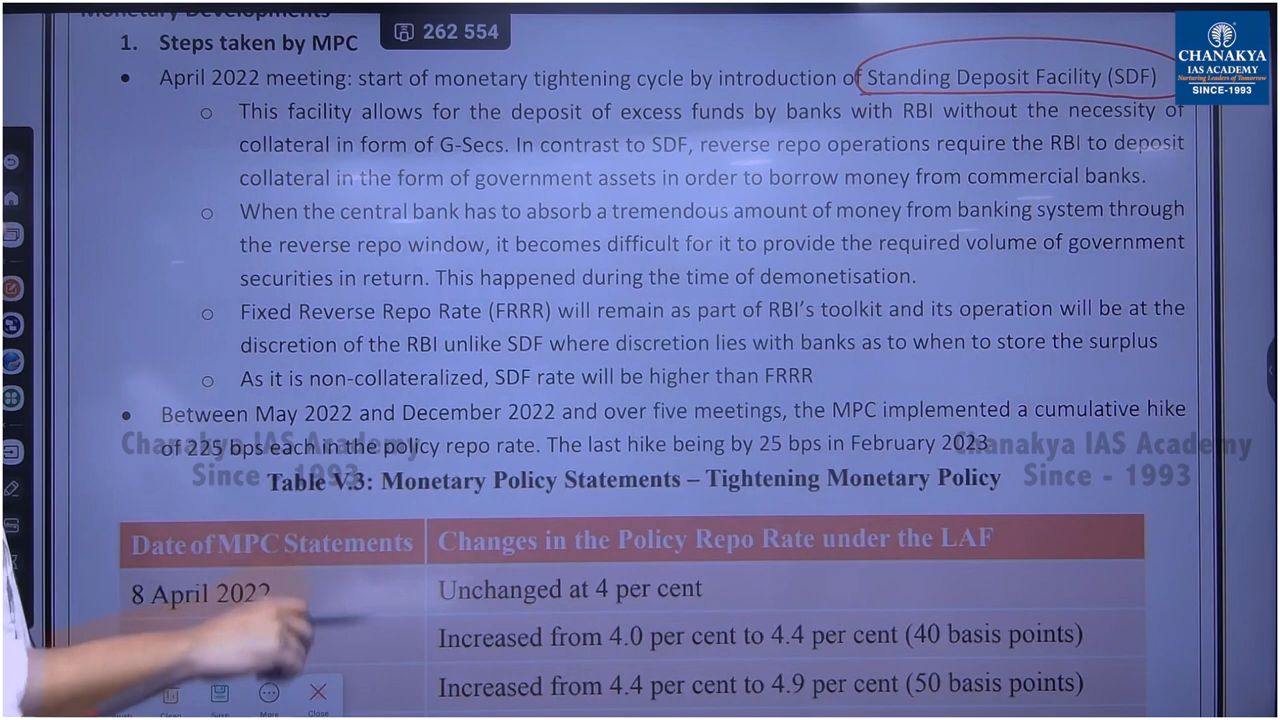 Monetary Developments
262 554
1. Steps taken by MPC
CHANAKYA
IAS ACADEMY
Nurturing Leaders of Tomorrow
SINCE-1993
• April 2022 meeting: start of monetary tightening cycle by introduction of Standing Deposit Facility (SDF)
o This facility allows for the deposit of excess funds by banks with RBI without the necessity of
collateral in form of G-Secs. In contrast to SDF, reverse repo operations require the RBI to deposit
collateral in the form of government assets in order to borrow money from commercial banks.
o When the central bank has to absorb a tremendous amount of money from banking system through
the reverse repo window, it becomes difficult for it to provide the required volume of government
securities in return. This happened during the time of demonetisation.
o Fixed Reverse Repo Rate (FRRR) will remain as part of RBI's toolkit and its operation will be at the
discretion of the RBI unlike SDF where discretion lies with banks as to when to store the surplus
o As it is non-collateralized, SDF rate will be higher than FRRR
• Between May 2022 and December 2022 and over five meetings, the MPC implemented a cumulative hike
of 225 bps each in the policy repo rate. The last hike being by 25 bps in February 2023
Chanakya IAS Academy
Since - 1993
Chanakya IAS Academy
Since - 1993
Table V.3: Monetary Policy Statements – Tightening Monetary Policy
Date of MPC Statements
Changes in the Policy Repo Rate under the LAF
8 April 2022
Unchanged at 4 per cent
Increased from 4.0 per cent to 4.4 per cent (40 basis points)
Increased from 4.4 per cent to 4.9 per cent (50 basis points)
Clean
Save
More
Close